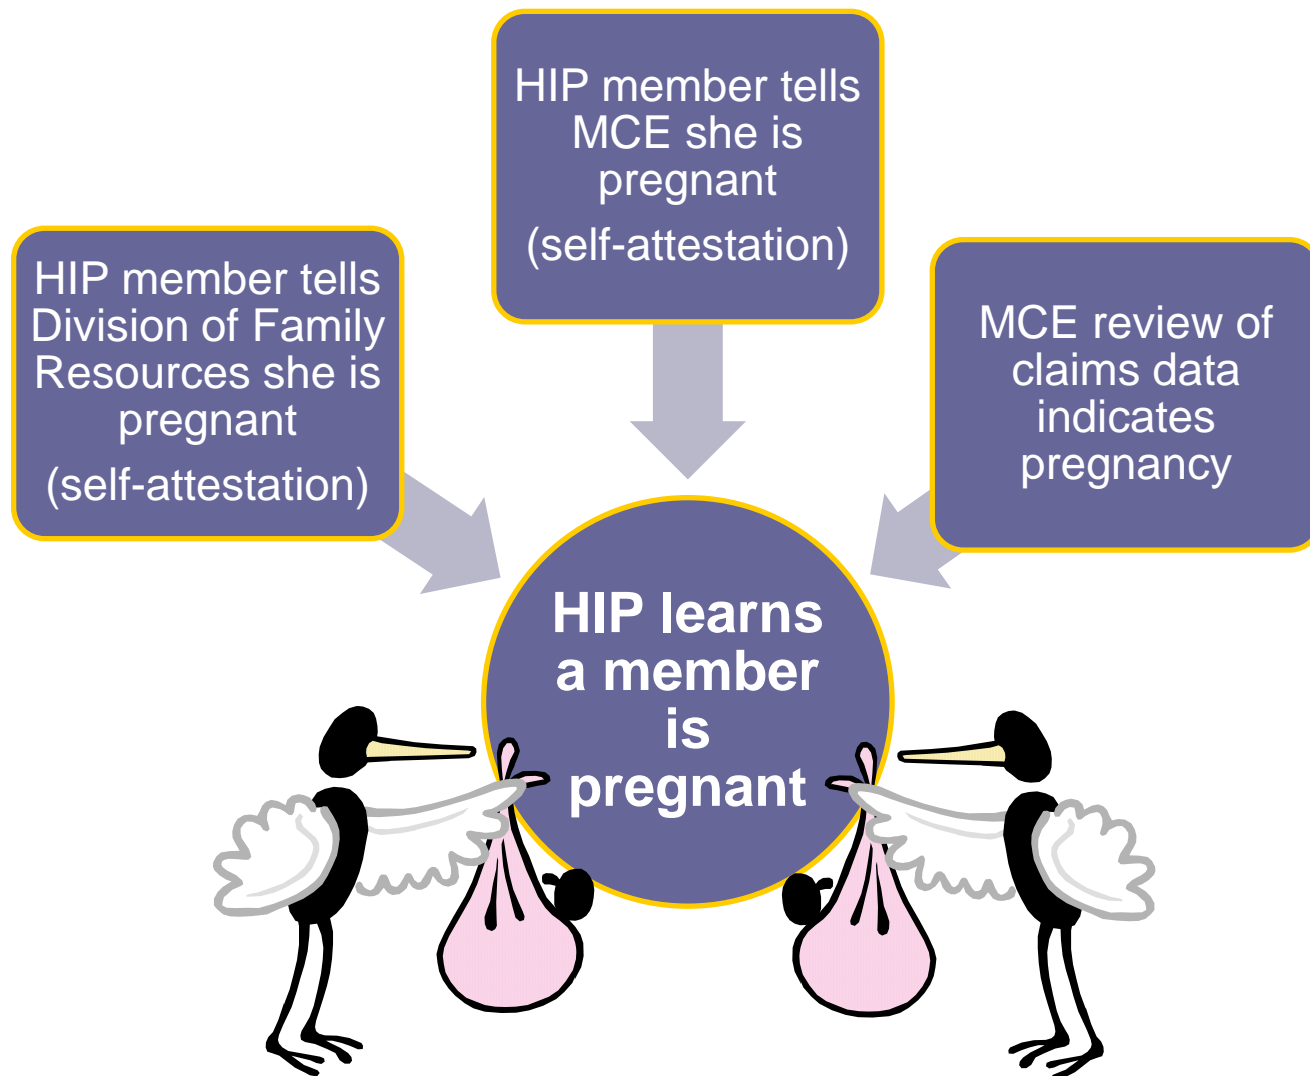 HIP member tells
MCE she is
pregnant
(self-attestation)
HIP member tells
Division of Family
Resources she is
pregnant
(self-attestation)
MCE review of
claims data
indicates
pregnancy
HIP learns
a member
is
pregnant